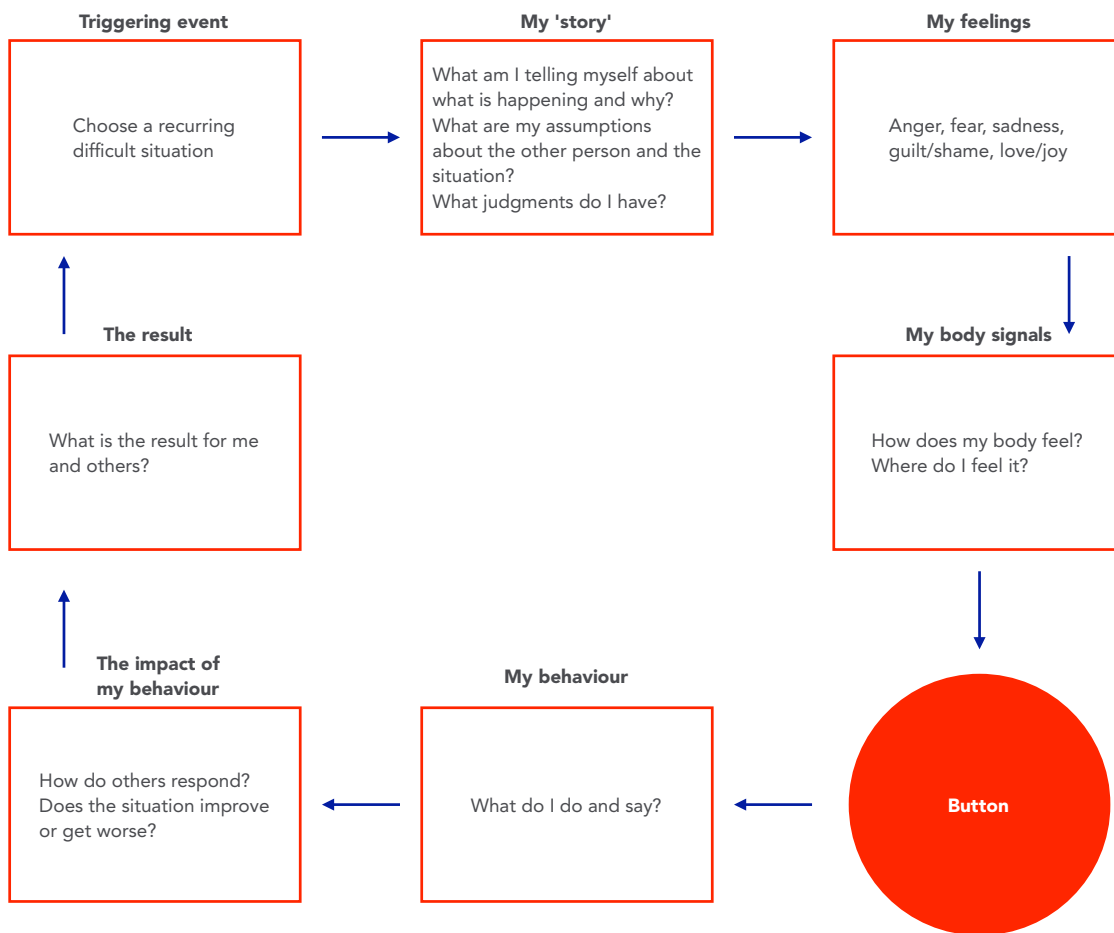 Triggering event
Choose a recurring
difficult situation
My 'story'
What am I telling myself about
what is happening and why?
What are my assumptions
about the other person and the
situation?
What judgments do I have?
My feelings
Anger, fear, sadness,
guilt/shame, love/joy
My body signals
How does my body feel?
Where do I feel it?
Button
My behaviour
What do I do and say?
The impact of
my behaviour
How do others respond?
Does the situation improve
or get worse?
The result
What is the result for me
and others?